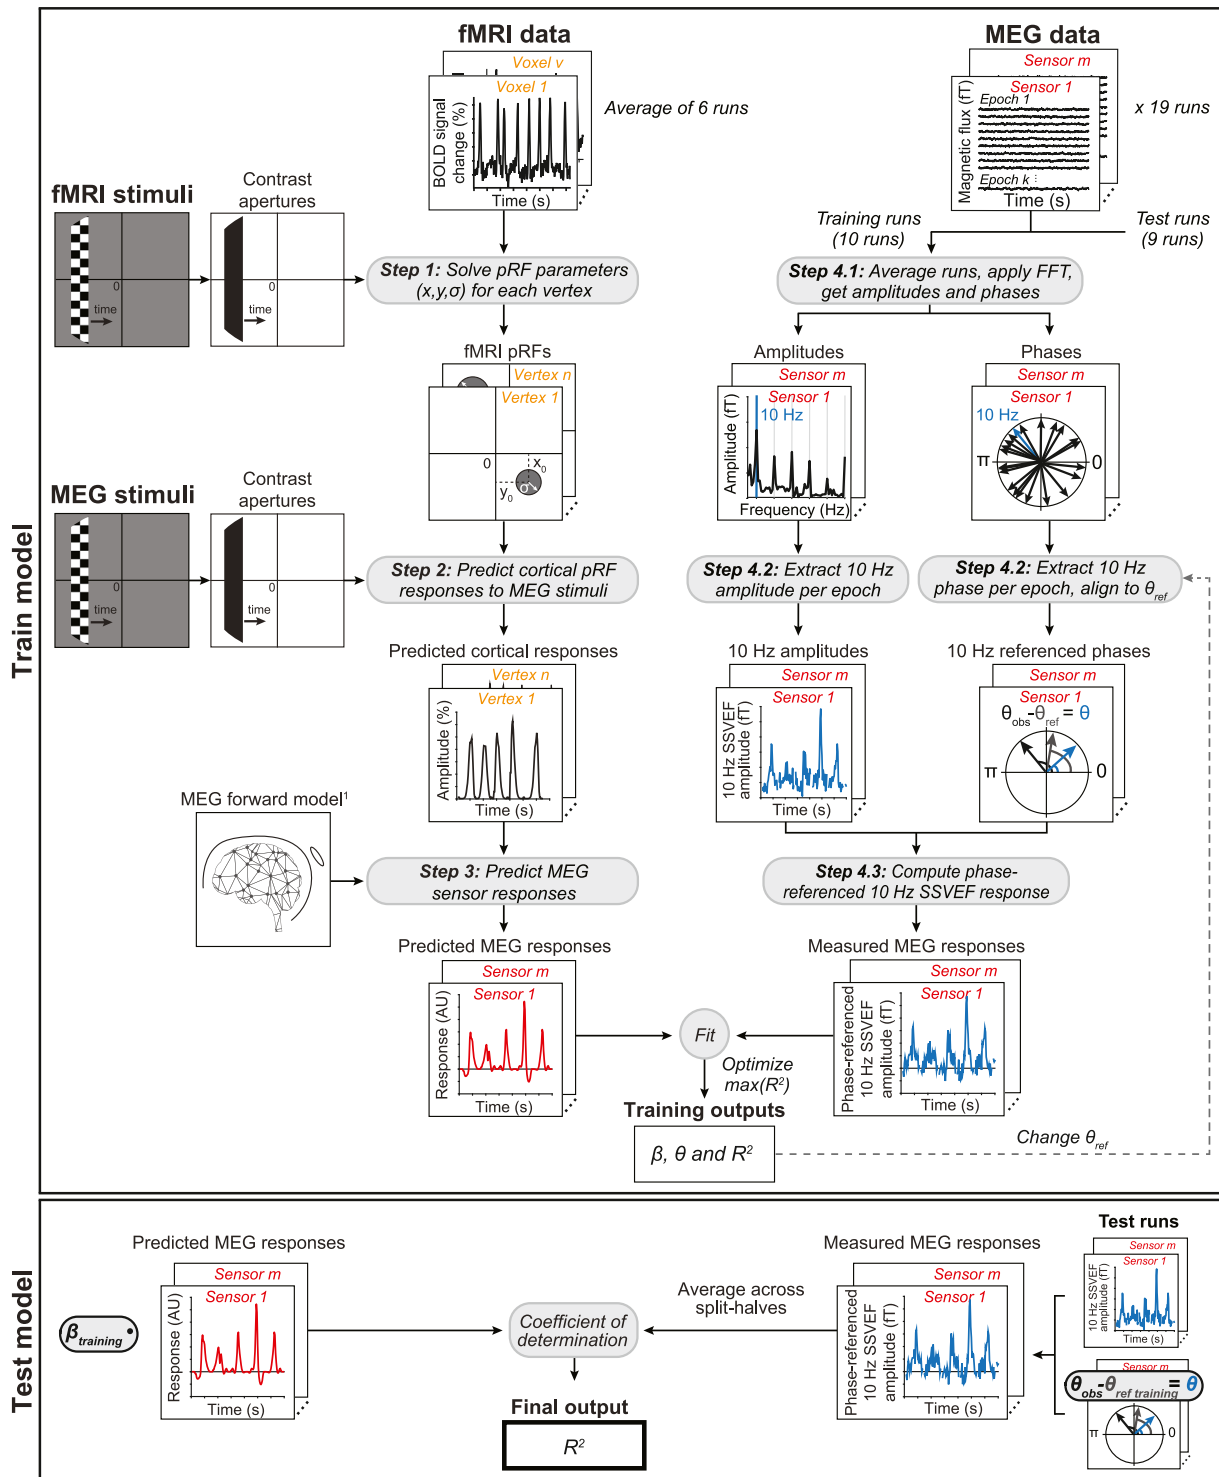 Train model
fMRI data
Voxel v
Voxel 1
BOLD signal
change (%)
Time (s)
Average of 6 runs
MEG data
Sensor m
Sensor 1
Epoch 1
Epoch k
Magnetic flux (fT)
Time (s)
x 19 runs
Training runs
(10 runs)
Test runs
(9 runs)
fMRI stimuli
0
time
Contrast
apertures
0
time
Step 1: Solve pRF parameters
(x,y,σ) for each vertex
Step 4.1: Average runs, apply FFT,
get amplitudes and phases
fMRI pRFs
Vertex n
Vertex 1
0
x0
y0
σ
Amplitudes
Sensor m
Sensor 1
10 Hz
Amplitude (fT)
Frequency (Hz)
Phases
Sensor m
Sensor 1
10 Hz
π
0
MEG stimuli
0
time
Contrast
apertures
0
time
Step 2: Predict cortical pRF
responses to MEG stimuli
Step 4.2: Extract 10 Hz
amplitude per epoch
Step 4.2: Extract 10 Hz
phase per epoch, align to θref
Predicted cortical responses
Vertex n
Vertex 1
Amplitude (%)
Time (s)
10 Hz amplitudes
Sensor m
Sensor 1
10 Hz SSVEF
amplitude (fT)
Time (s)
10 Hz referenced phases
Sensor m
Sensor 1
θobs-θref = θ
π
0
MEG forward model¹
Step 3: Predict MEG
sensor responses
Step 4.3: Compute phase-
referenced 10 Hz SSVEF response
Predicted MEG responses
Sensor m
Sensor 1
Response (AU)
Time (s)
Fit
Optimize
max(R²)
Measured MEG responses
Sensor m
Sensor 1
Phase-referenced
10 Hz SSVEF
amplitude (fT)
Time (s)
Training outputs
β, θ and R²
Change θref
Test model
βtraining
Predicted MEG responses
Sensor m
Sensor 1
Response (AU)
Time (s)
Coefficient of
determination
Average across
split-halves
Measured MEG responses
Sensor m
Sensor 1
Phase-referenced
10 Hz SSVEF
amplitude (fT)
Time (s)
Test runs
Sensor m
Sensor 1
10 Hz SSVEF
amplitude (fT)
Time (s)
Sensor m
θobs-θref training = θ
π
0
Final output
R²